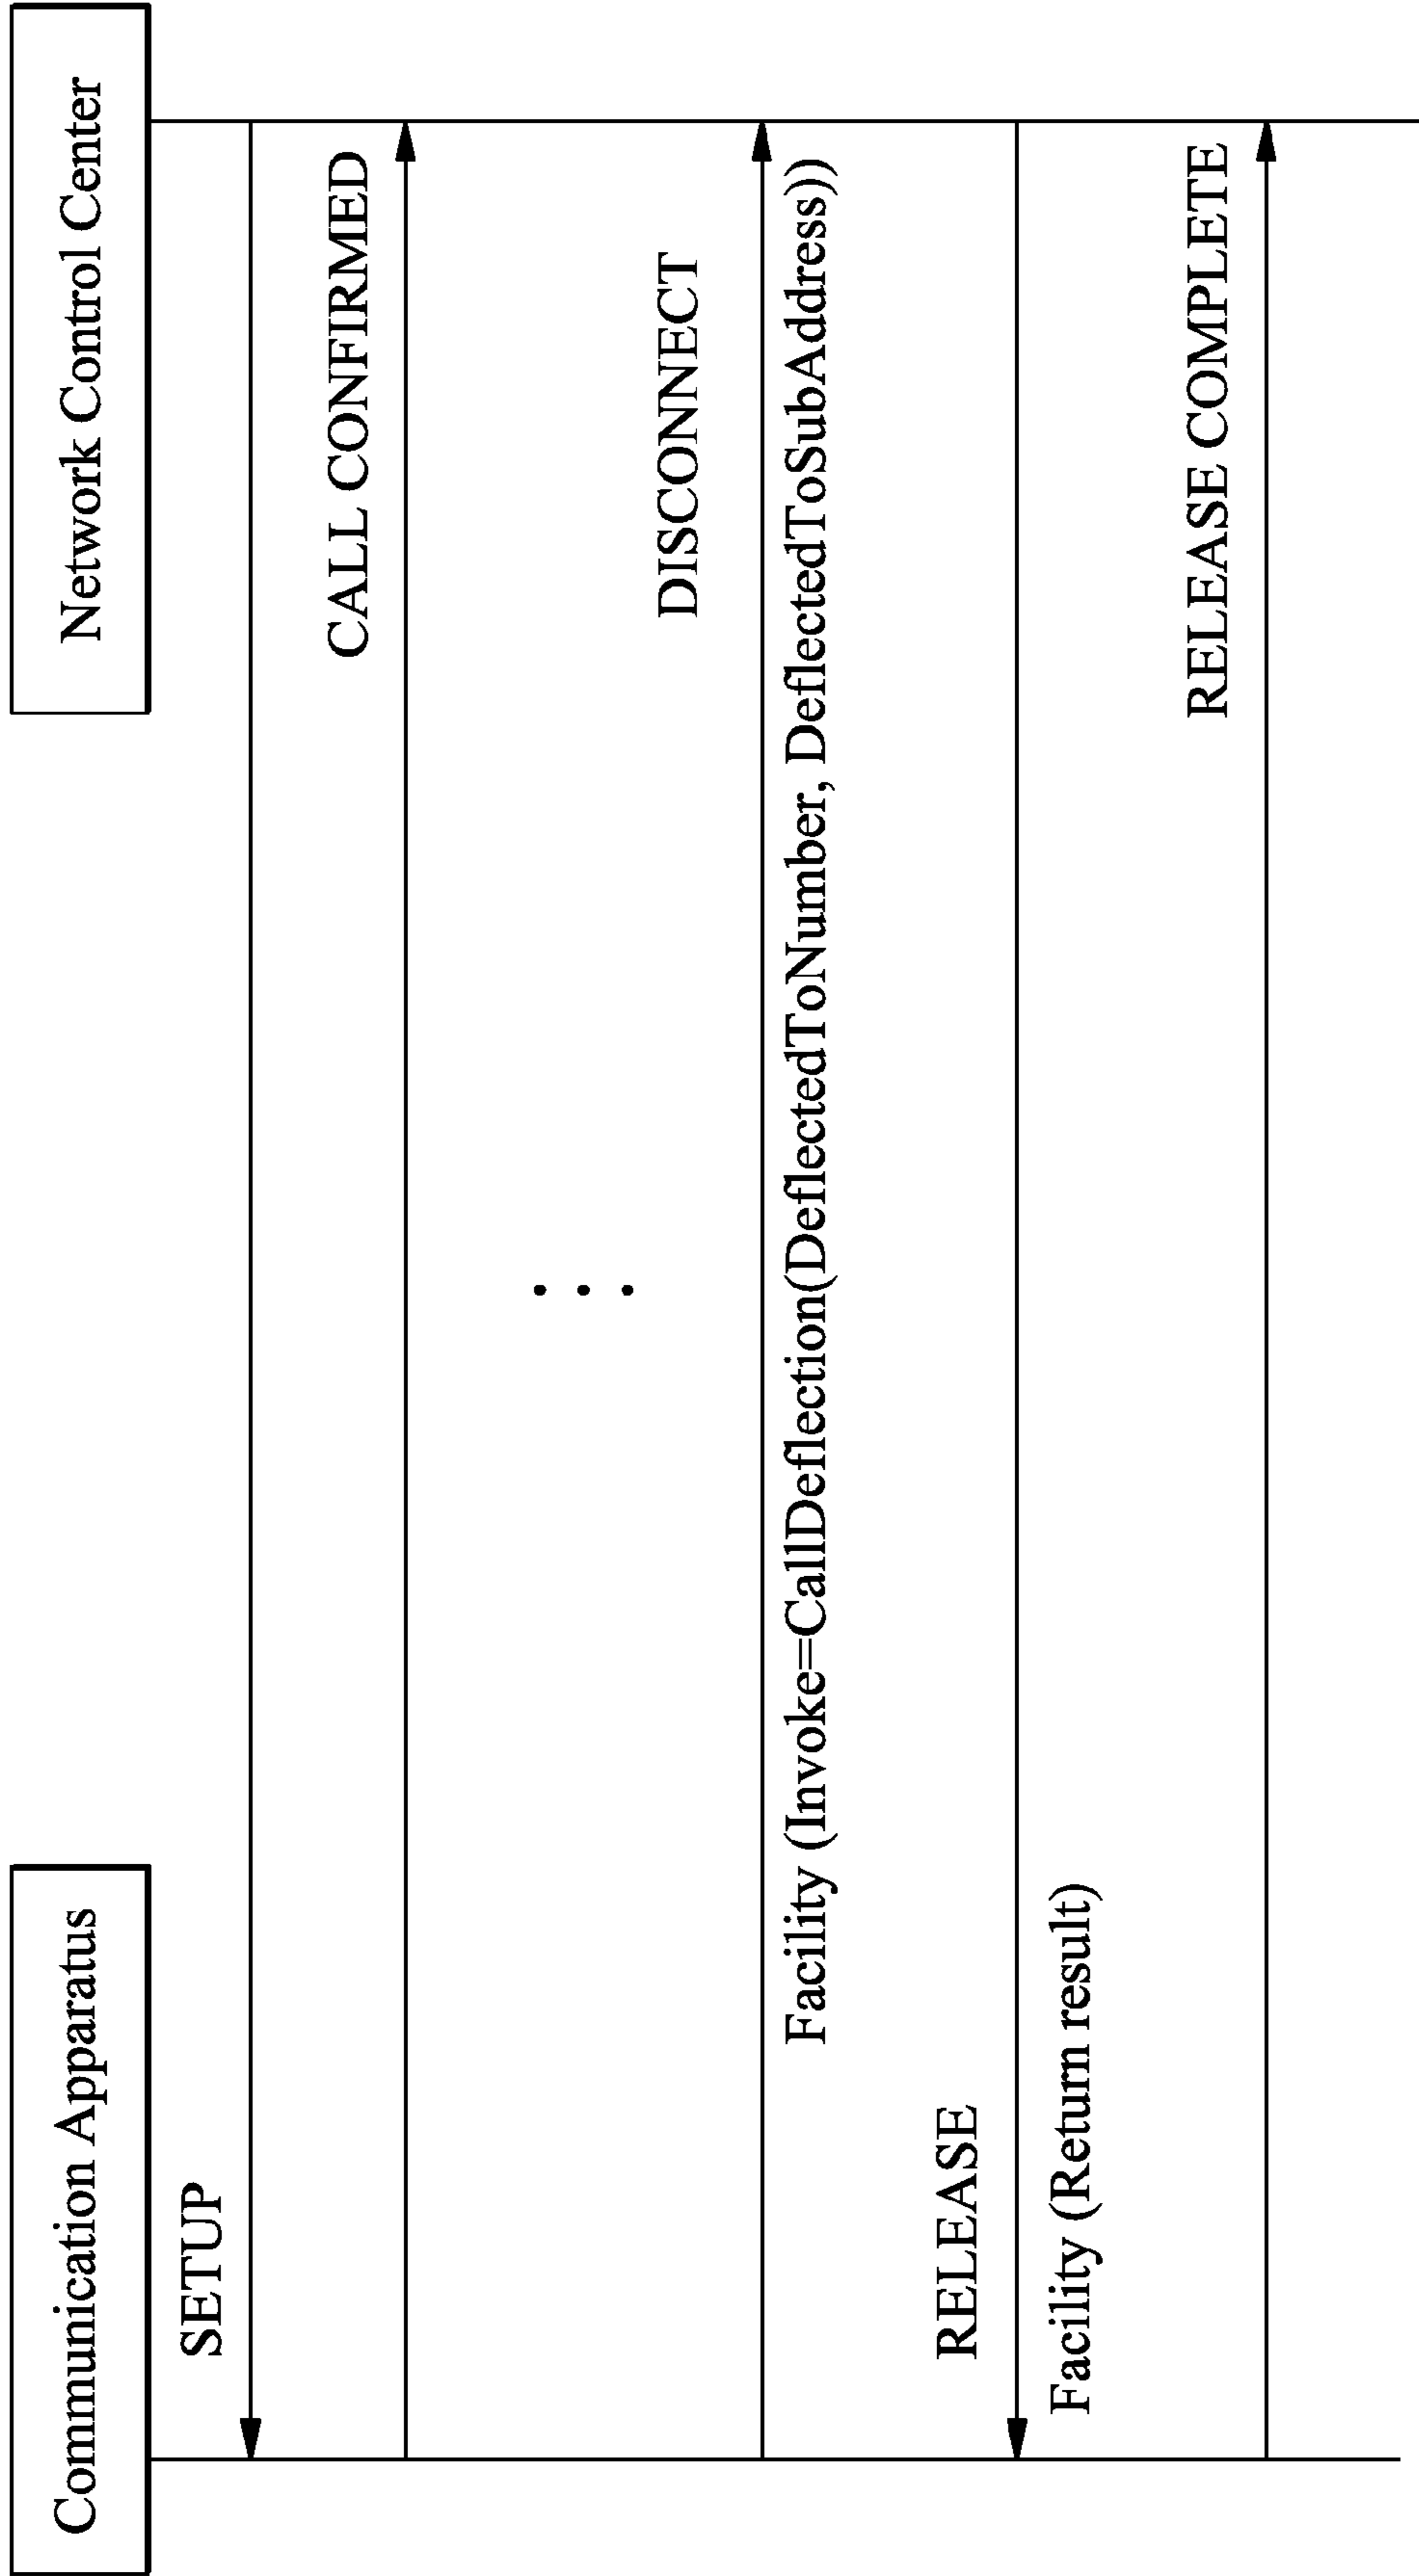 Communication Apparatus
Network Control Center
SETUP
CALL CONFIRMED
. . .
DISCONNECT
Facility (Invoke=CallDeflection(DeflectedToNumber, DeflectedToSubAddress))
RELEASE
Facility (Return result)
RELEASE COMPLETE